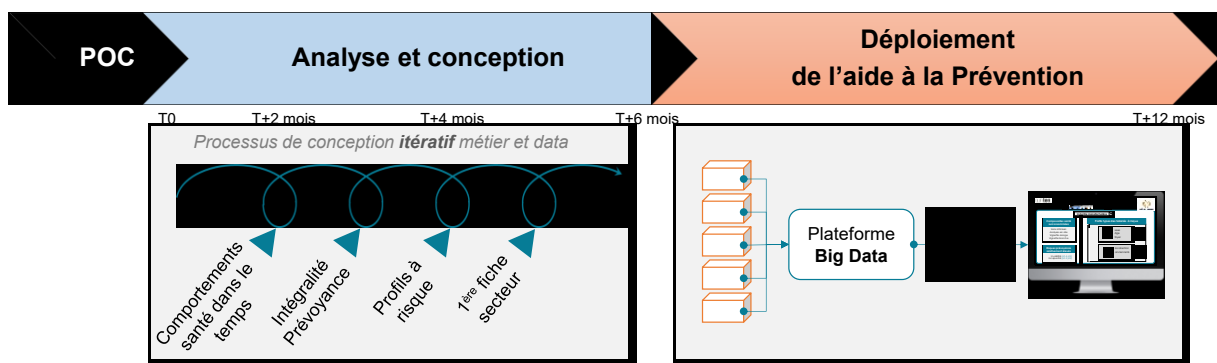 POC
Analyse et conception
Déploiement
de l’aide à la Prévention
T0
T+2 mois
T+4 mois
T+6 mois
T+12 mois
Processus de conception itératif métier et data
Comportements
santé dans le
temps
Intégralité
Prévoyance
Profils à
risque
1ère fiche
secteur
Plateforme
Big Data